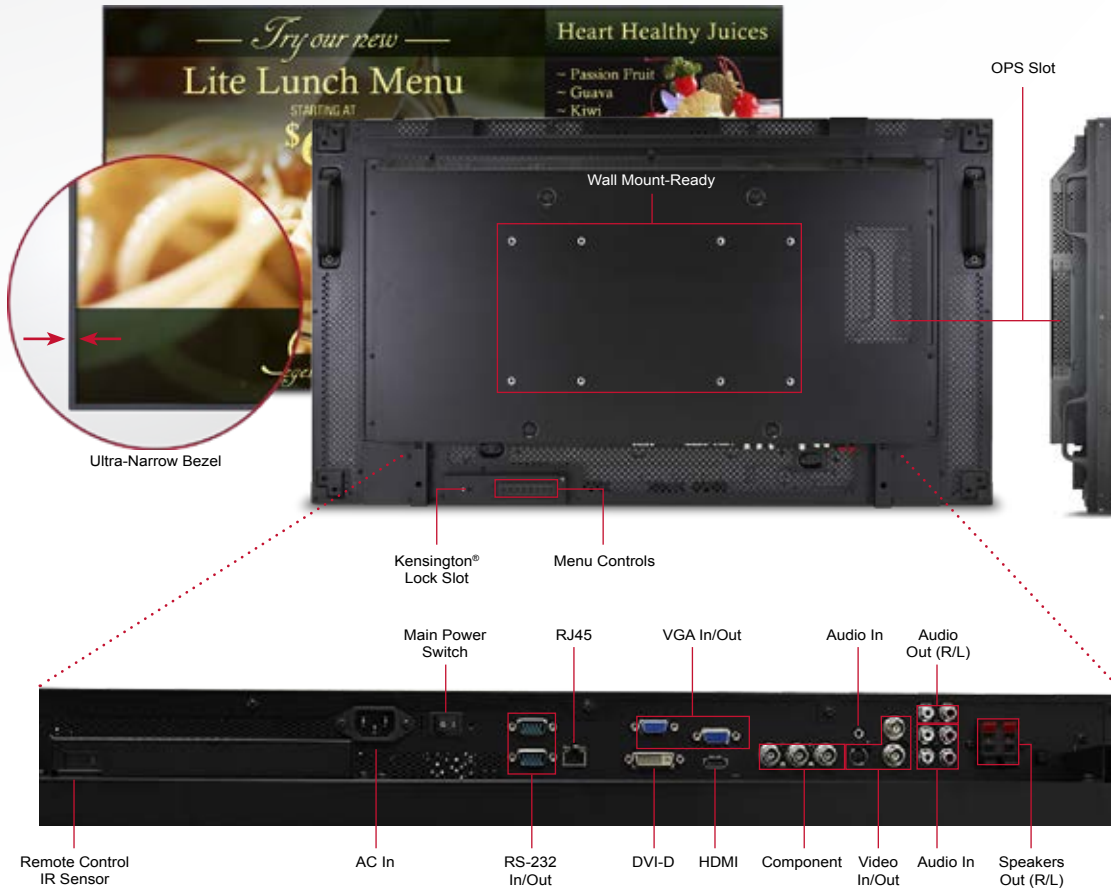 Try our new
Lite Lunch Menu
STARTING AT
$
Heart Healthy Juices
~ Passion Fruit
~ Guava
~ Kiwi
OPS Slot
Wall Mount-Ready
Ultra-Narrow Bezel
Kensington®
Lock Slot
Menu Controls
Main Power
Switch
RJ45
VGA In/Out
Audio In
Audio
Out (R/L)
Remote Control
IR Sensor
AC In
RS-232
In/Out
DVI-D
HDMI
Component
Video
In/Out
Audio In
Speakers
Out (R/L)